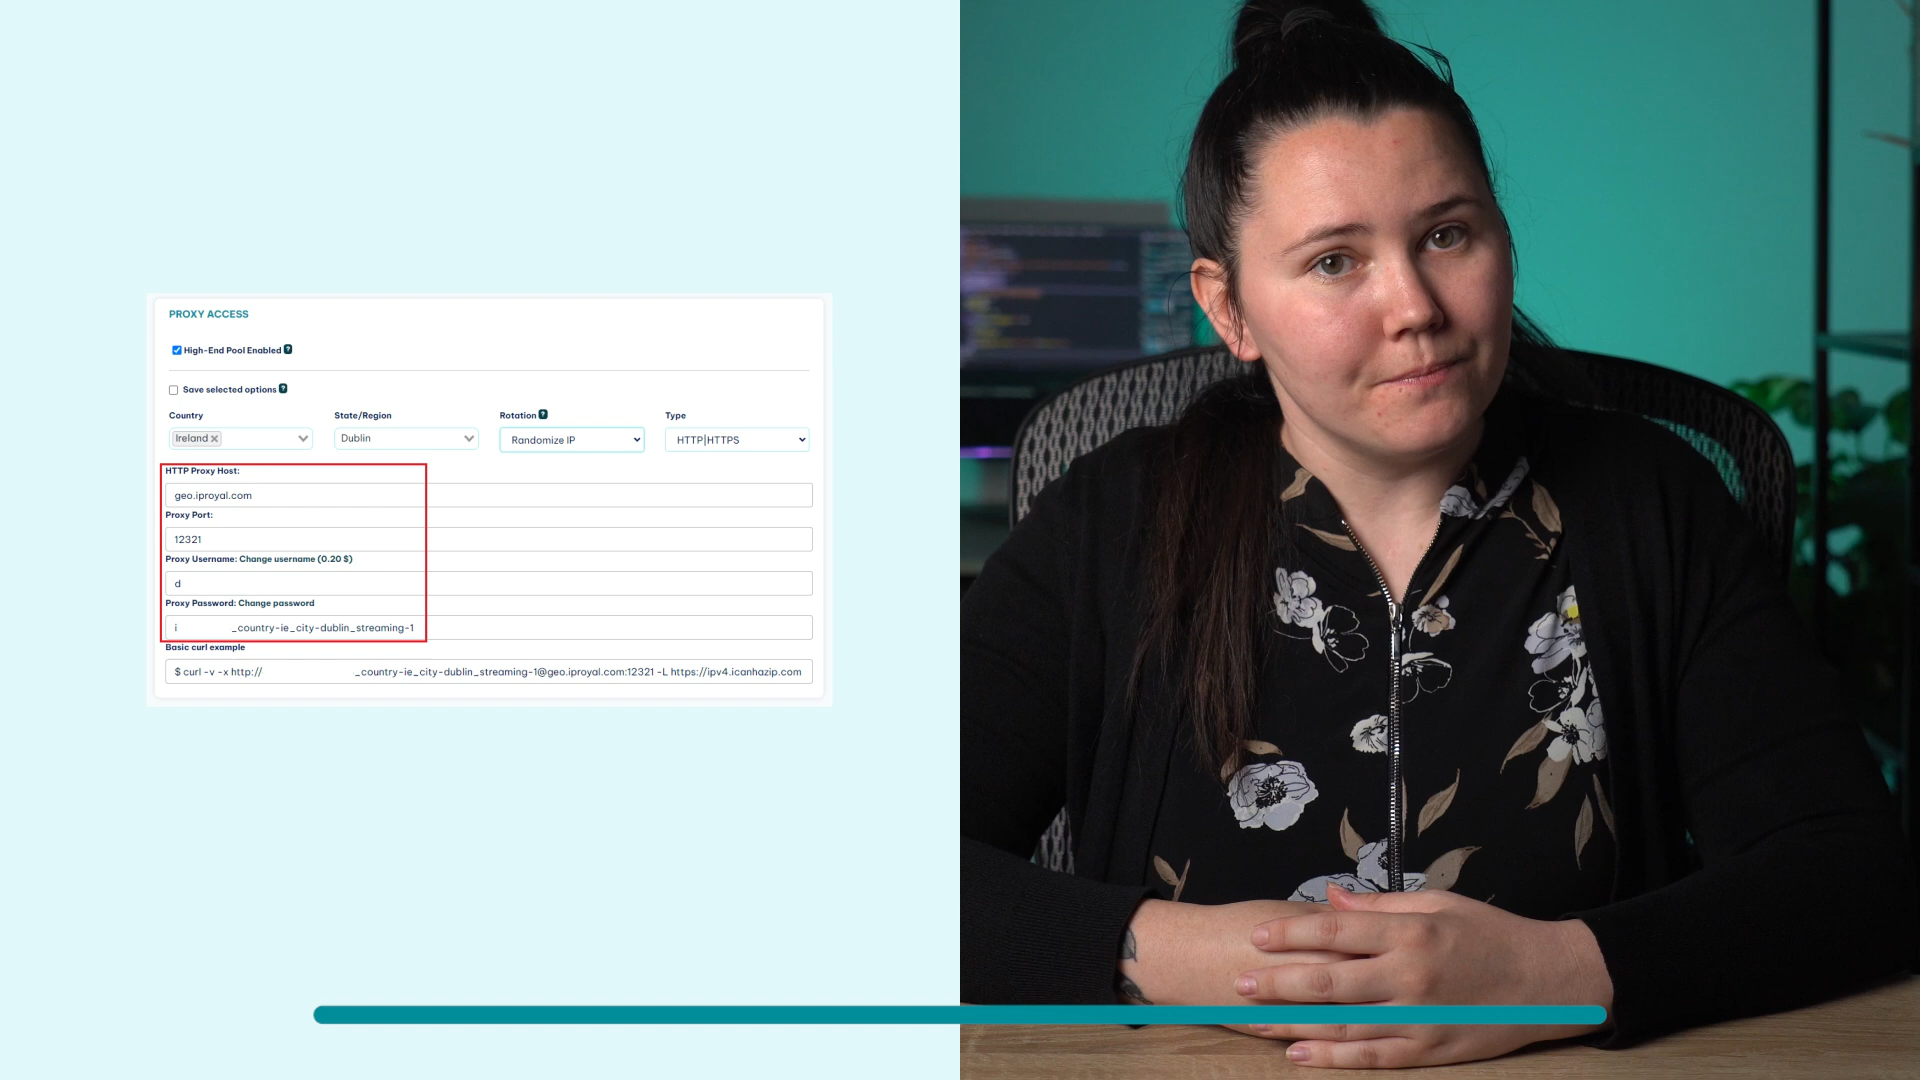 PROXY ACCESS
High-End Pool Enabled ?
Save selected options ?
Country State/Region Rotation ? Type
Ireland Dublin Randomize IP HTTP|HTTPS
HTTP Proxy Host:
geo.iproyal.com
Proxy Port:
12321
Proxy Username: Change username (0.20 $)
d
Proxy Password: Change password
i _country-ie_city-dublin_streaming-1
Basic curl example
$ curl -v -x http:// _country-ie_city-dublin_streaming-1@geo.iproyal.com:12321 -L https://ipv4.icanhazip.com